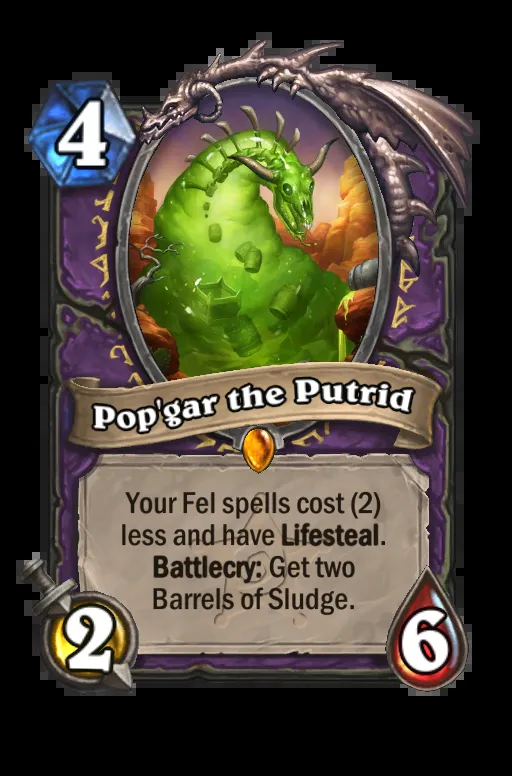 4
Pop'gar the Putrid
Your Fel spells cost (2)
less and have Lifesteal.
Battlecry: Get two
Barrels of Sludge.
2
6